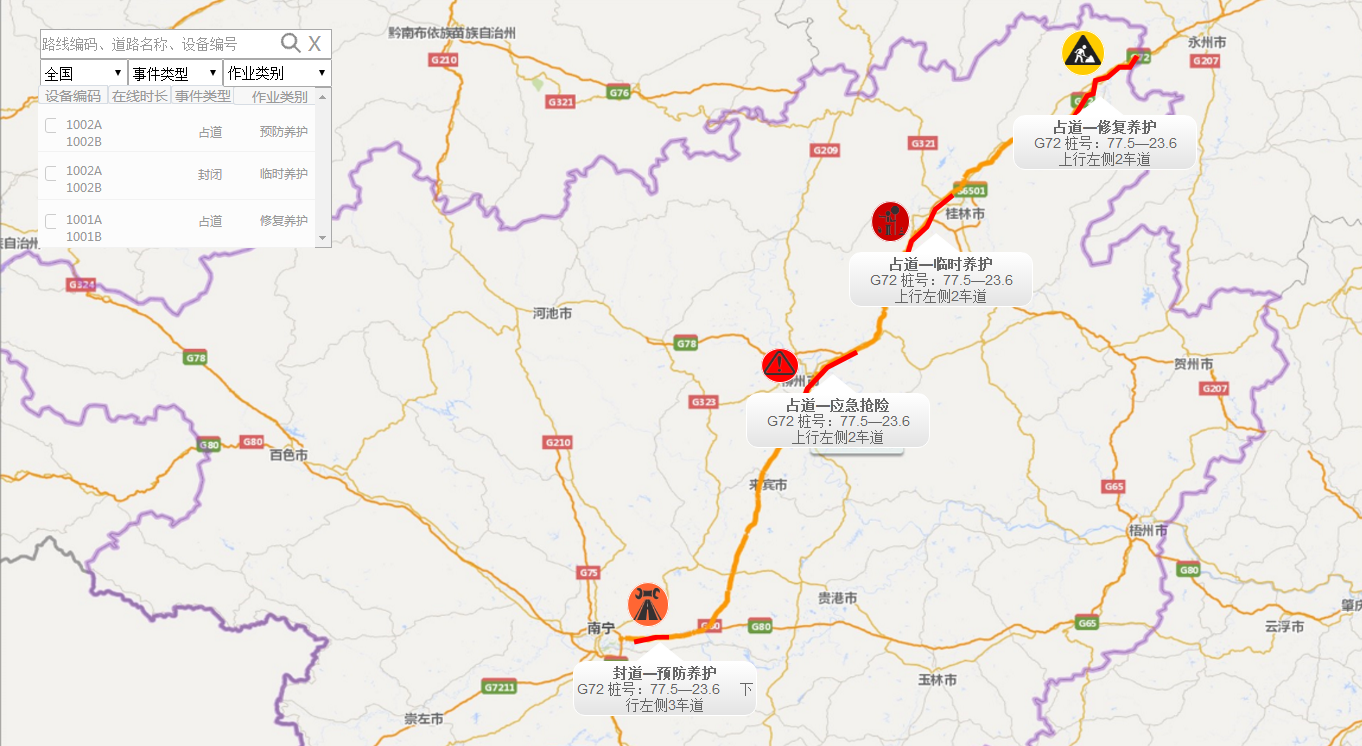 路线编码、道路名称、设备编号 X
全国 事件类型 作业类别
设备编码 在线时长 事件类型 作业类别
1002A
1002B
占道 预防养护
1002A
1002B
封闭 临时养护
1001A
1001B
占道 修复养护
黔南布依族苗族自治州
G210
G76
G321
永州市
G207
占道—修复养护
G72 桩号：77.5—23.6
上行左侧2车道
G209
G321
G6501
桂林市
占道—临时养护
G72 桩号：77.5—23.6
上行左侧2车道
族自治州
G324
河池市
G78
G78
贺州市
G207
柳州市
占道—应急抢险
G72 桩号：77.5—23.6
上行左侧2车道
G323
G80
G80
百色市
G210
来宾市
G65
梧州市
G75
G80
贵港市
肇庆
南宁
G80
G80
G65
云浮市
封道—预防养护
G72 桩号：77.5—23.6 下
行左侧3车道
G7211
玉林市
崇左市